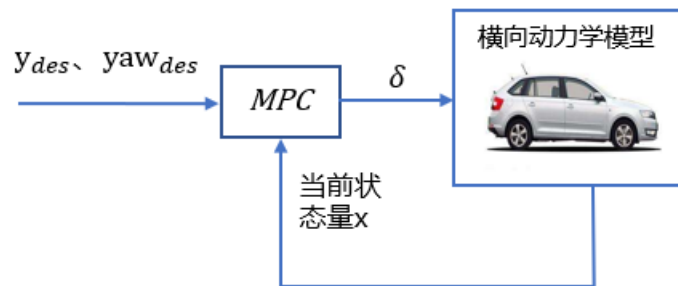 横向动力学模型
y_des、 yaw_des
MPC
δ
当前状
态量x